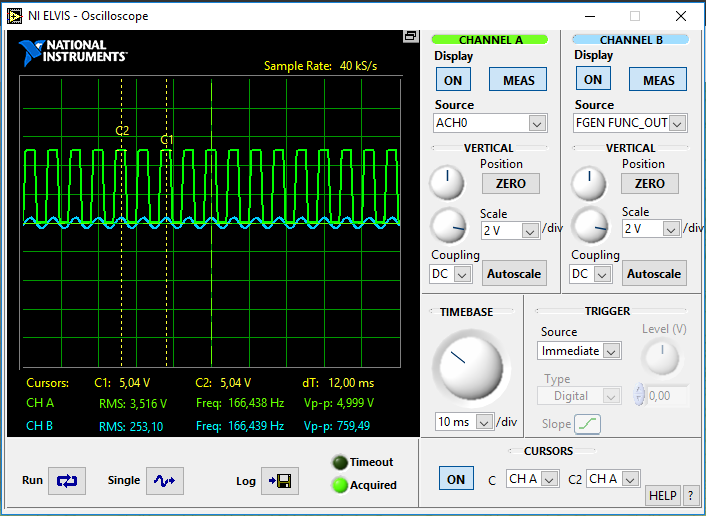 NI ELVIS - Oscilloscope
NATIONAL
INSTRUMENTS™
Sample Rate: 40 kS/s
C2
C1
Cursors: C1: 5,04 V C2: 5,04 V dT: 12,00 ms
CH A RMS: 3,516 V Freq: 166,438 Hz Vp-p: 4,999 V
CH B RMS: 253,10 Freq: 166,439 Hz Vp-p: 759,49
Run
Single
Log
Timeout
Acquired
CHANNEL A
Display
ON MEAS
Source
ACH0
VERTICAL
Position
ZERO
Scale
2 V /div
Coupling
DC Autoscale
CHANNEL B
Display
ON MEAS
Source
FGEN FUNC_OUT
VERTICAL
Position
ZERO
Scale
2 V /div
Coupling
DC Autoscale
TIMEBASE
10 ms /div
TRIGGER
Source
Immediate
Level (V)
Type
Digital
0,00
Slope
CURSORS
ON C CH A C2 CH A
HELP ?